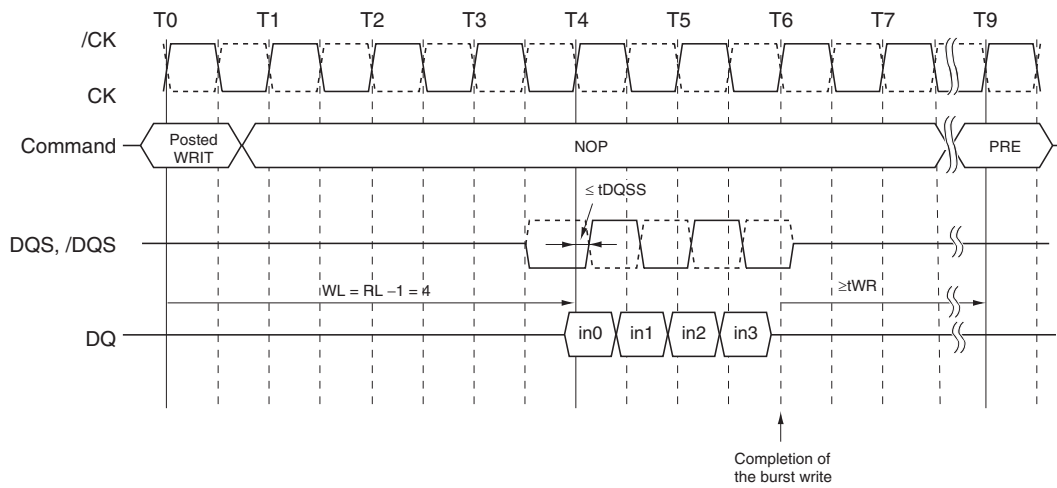 T0 T1 T2 T3 T4 T5 T6 T7 T9
/CK
CK
Command
Posted
WRIT
NOP
PRE
≤ tDQSS
DQS, /DQS
WL = RL −1 = 4
≥tWR
DQ
in0 in1 in2 in3
Completion of
the burst write